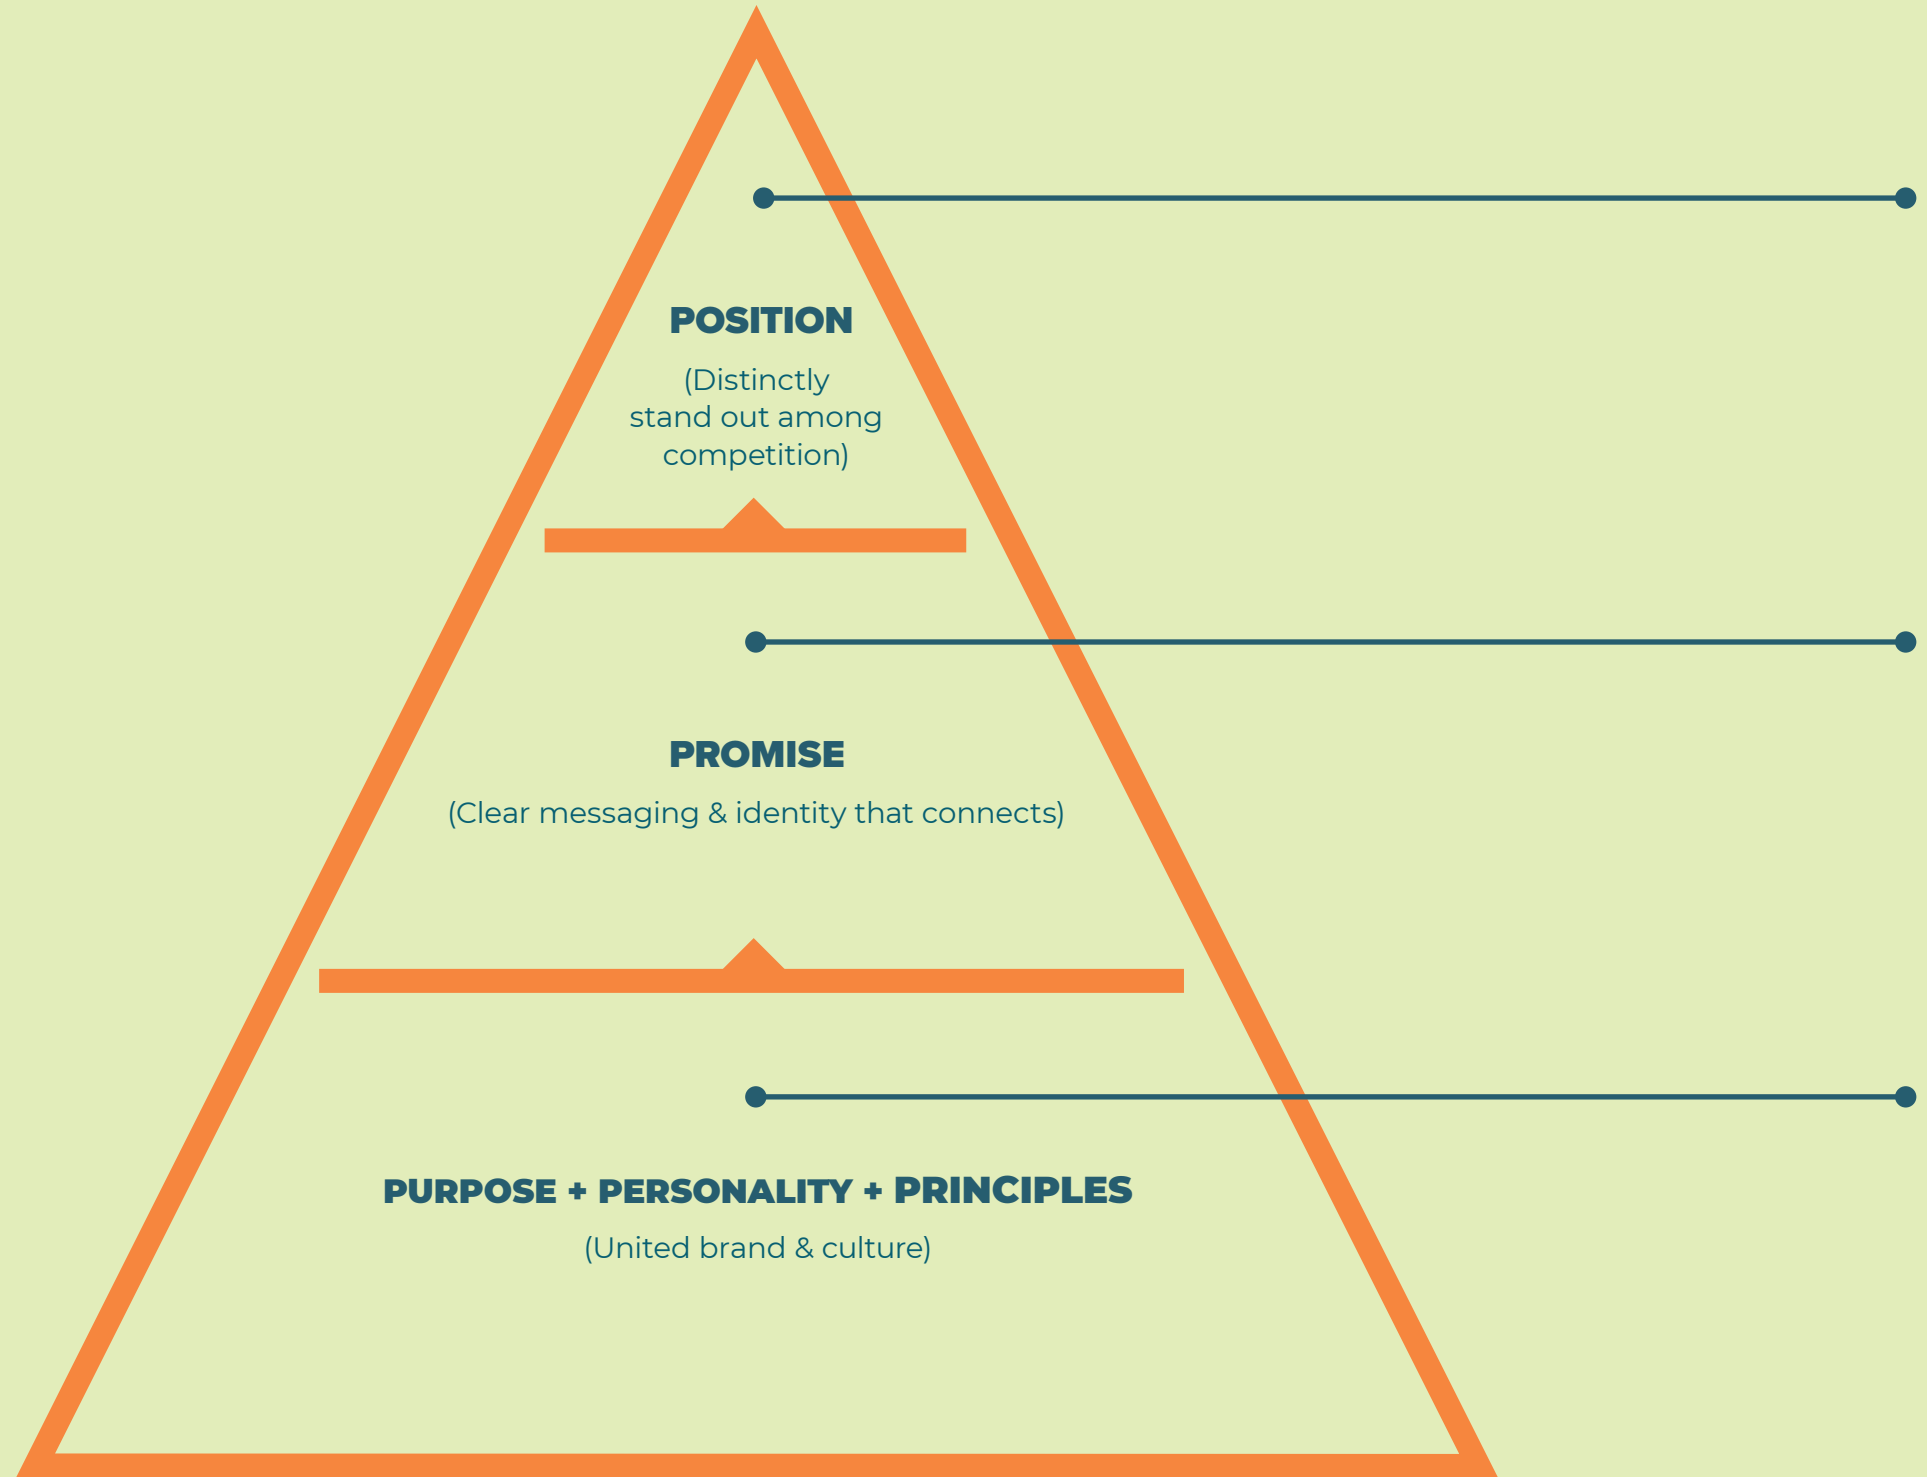 POSITION
(Distinctly
stand out among
competition)
PROMISE
(Clear messaging & identity that connects)
PURPOSE + PERSONALITY + PRINCIPLES
(United brand & culture)